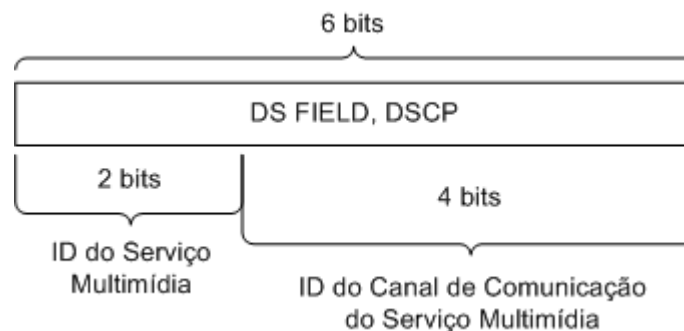 6 bits
DS FIELD, DSCP
2 bits
4 bits
ID do Serviço
Multimídia
ID do Canal de Comunicação
do Serviço Multimídia